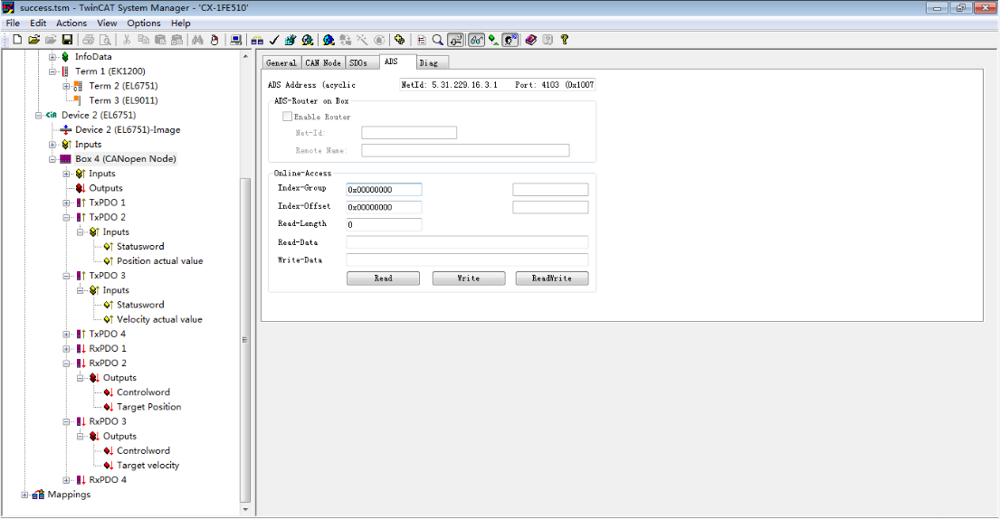 success.tsm - TwinCAT System Manager - 'CX-1FE510'
File Edit Actions View Options Help
InfoData
Term 1 (EK1200)
Term 2 (EL6751)
Term 3 (EL9011)
Device 2 (EL6751)
Device 2 (EL6751)-Image
Inputs
Box 4 (CANopen Node)
Inputs
Outputs
TxPDO 1
TxPDO 2
Inputs
Statusword
Position actual value
TxPDO 3
Inputs
Statusword
Velocity actual value
TxPDO 4
RxPDO 1
RxPDO 2
Outputs
Controlword
Target Position
RxPDO 3
Outputs
Controlword
Target velocity
RxPDO 4
Mappings
General CAN Node SDOs ADS Diag
ADS Address (acyclic NetId: 5.31.229.16.3.1 Port: 4103 (0x1007
ADS-Router on Box
Enable Router
Net-Id:
Remote Name:
Online-Access
Index-Group 0x00000000
Index-Offset 0x00000000
Read-Length 0
Read-Data
Write-Data
Read Write ReadWrite